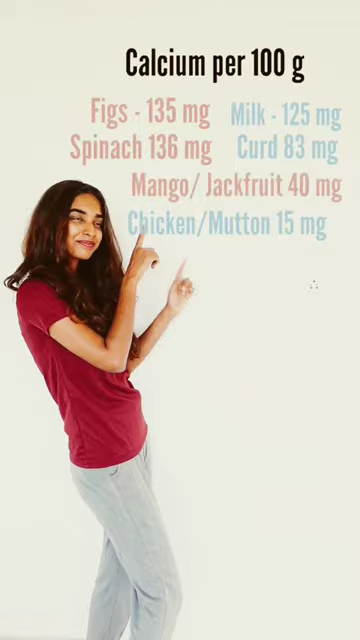 Calcium per 100 g
Figs - 135 mg Milk - 125 mg
Spinach 136 mg Curd 83 mg
Mango/ Jackfruit 40 mg
Chicken/Mutton 15 mg